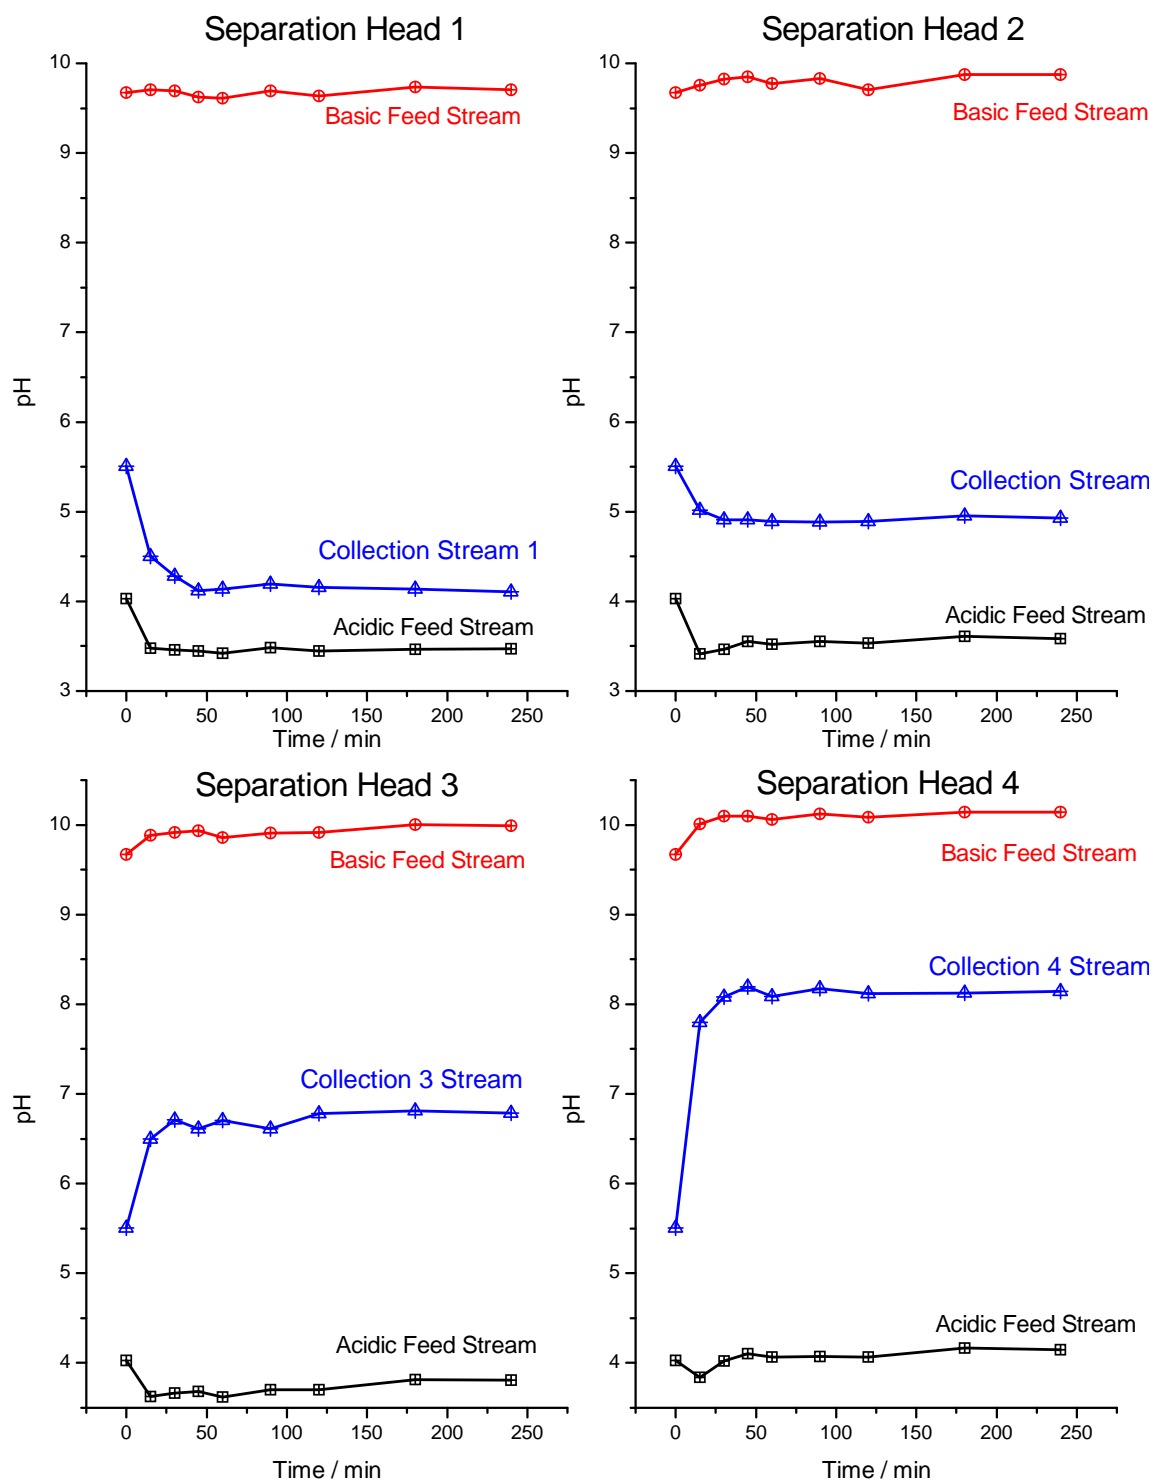 Separation Head 1
10
9
8
7
6
5
4
3
pH
Basic Feed Stream
Collection Stream 1
Acidic Feed Stream
0 50 100 150 200 250
Time / min
Separation Head 2
10
9
8
7
6
5
4
3
pH
Basic Feed Stream
Collection Stream
Acidic Feed Stream
0 50 100 150 200 250
Time / min
Separation Head 3
10
9
8
7
6
5
4
pH
Basic Feed Stream
Collection 3 Stream
Acidic Feed Stream
0 50 100 150 200 250
Time / min
Separation Head 4
10
9
8
7
6
5
4
pH
Basic Feed Stream
Collection 4 Stream
Acidic Feed Stream
0 50 100 150 200 250
Time / min